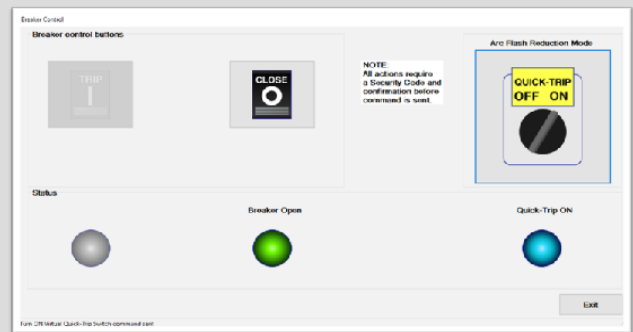 Breaker Control
Breaker control buttons
Arc Flash Reduction Mode
TRIP
I
CLOSE
O
NOTE:
All actions require
a Security Code and
confirmation before
command is sent.
QUICK-TRIP
OFF ON
Status
Breaker Open
Quick-Trip ON
Exit
Turn ON Virtual Quick-Trip Switch command sent